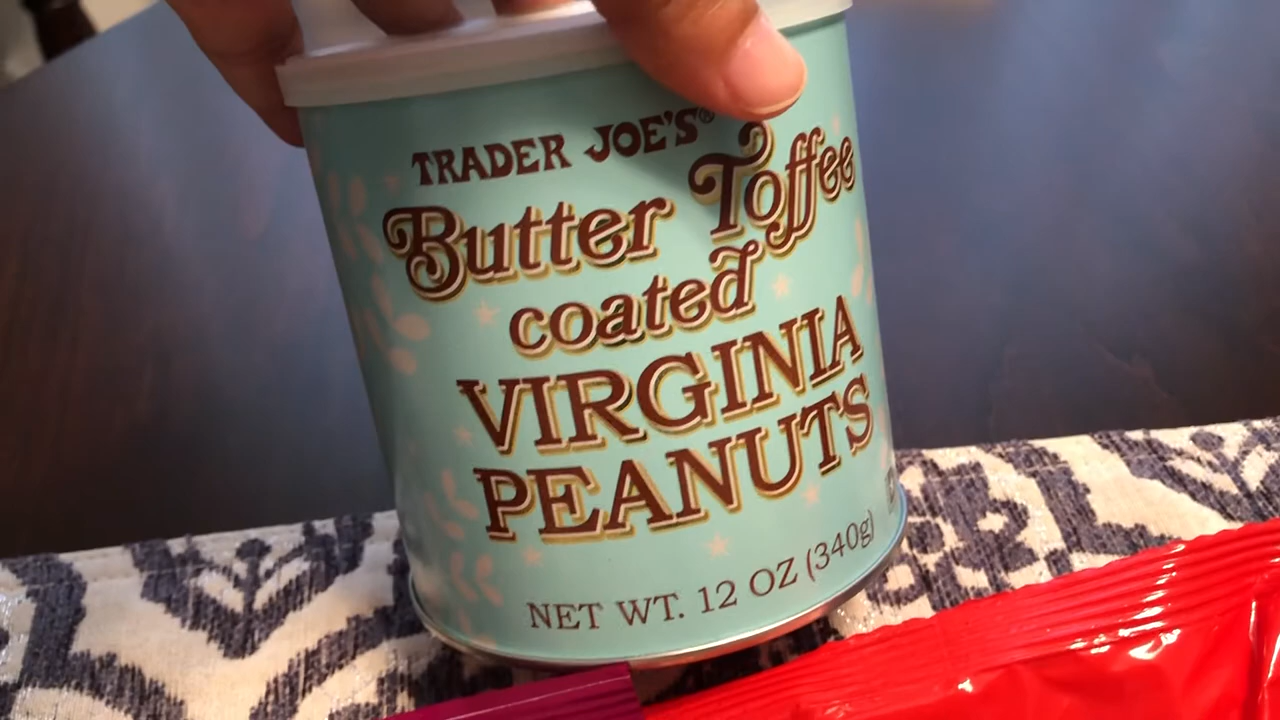 TRADER JOE'S®
Butter Toffee
coated
VIRGINIA
PEANUTS
NET WT. 12 OZ (340g)